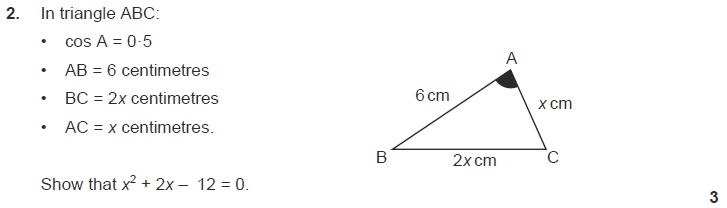 2. In triangle ABC:
• cos A = 0·5
• AB = 6 centimetres
• BC = 2x centimetres
• AC = x centimetres.
A
6 cm
x cm
B
2x cm
C
Show that x² + 2x – 12 = 0.
3